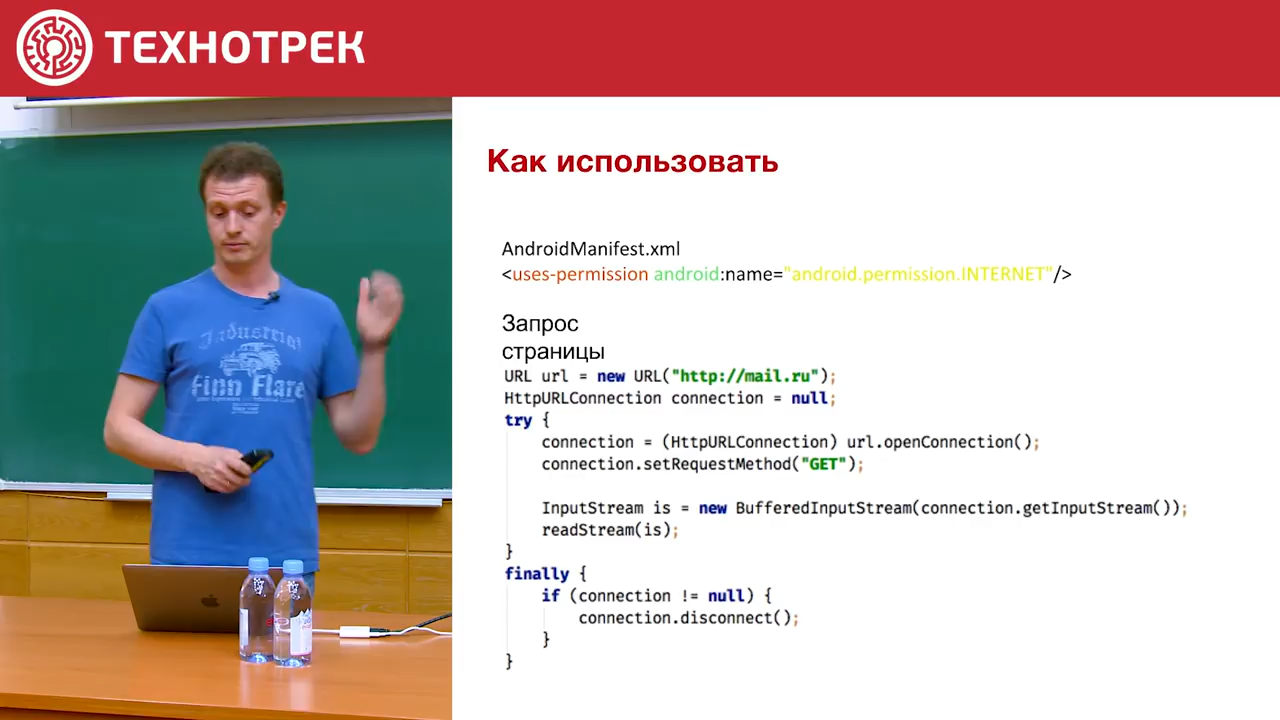 ТЕХНОТРЕК
Industrial
Finn Flare
Как использовать
AndroidManifest.xml
<uses-permission android:name="android.permission.INTERNET"/>
Запрос
страницы
URL url = new URL("http://mail.ru");
HttpURLConnection connection = null;
try {
connection = (HttpURLConnection) url.openConnection();
connection.setRequestMethod("GET");
InputStream is = new BufferedInputStream(connection.getInputStream());
readStream(is);
}
finally {
if (connection != null) {
connection.disconnect();
}
}